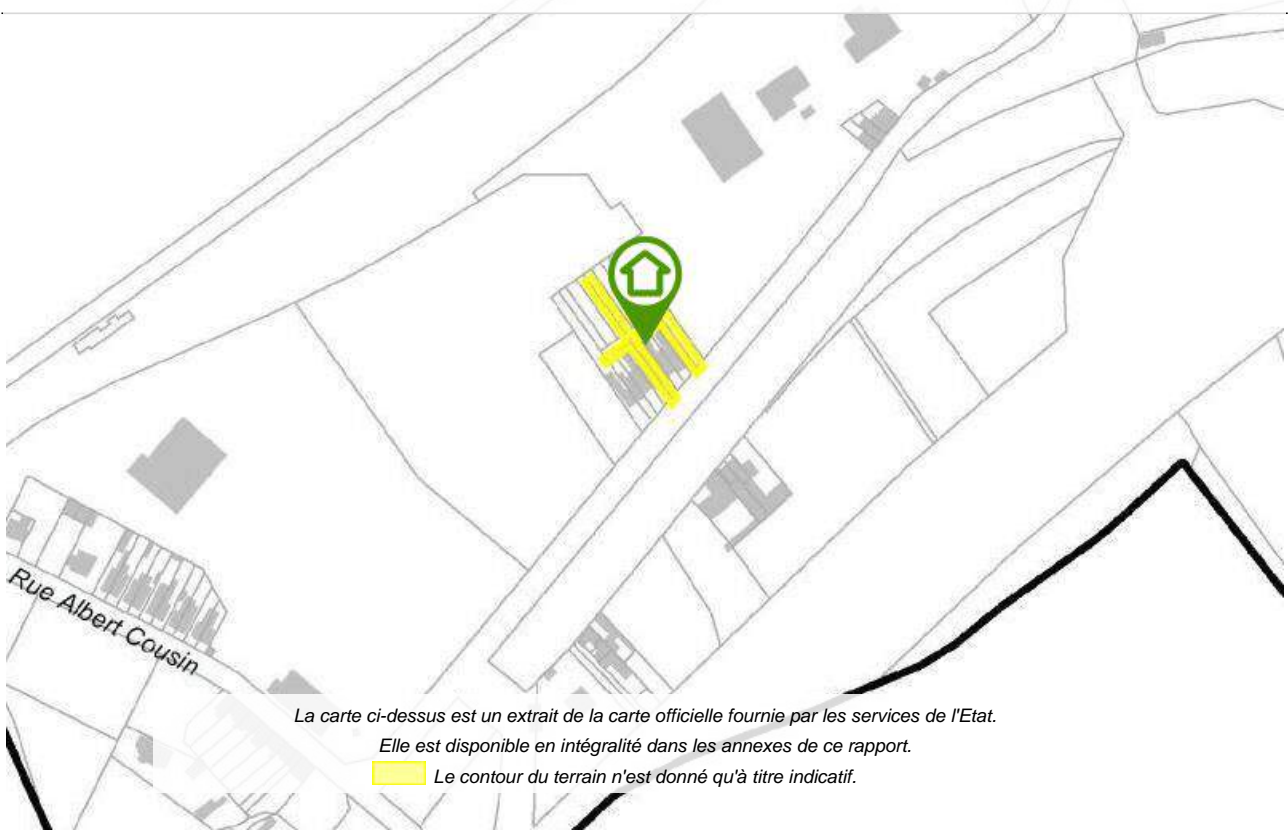 Rue Albert Cousin
La carte ci-dessus est un extrait de la carte officielle fournie par les services de l'Etat.
Elle est disponible en intégralité dans les annexes de ce rapport.
Le contour du terrain n'est donné qu'à titre indicatif.